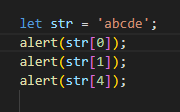 let str = 'abcde';
alert(str[0]);
alert(str[1]);
alert(str[4]);